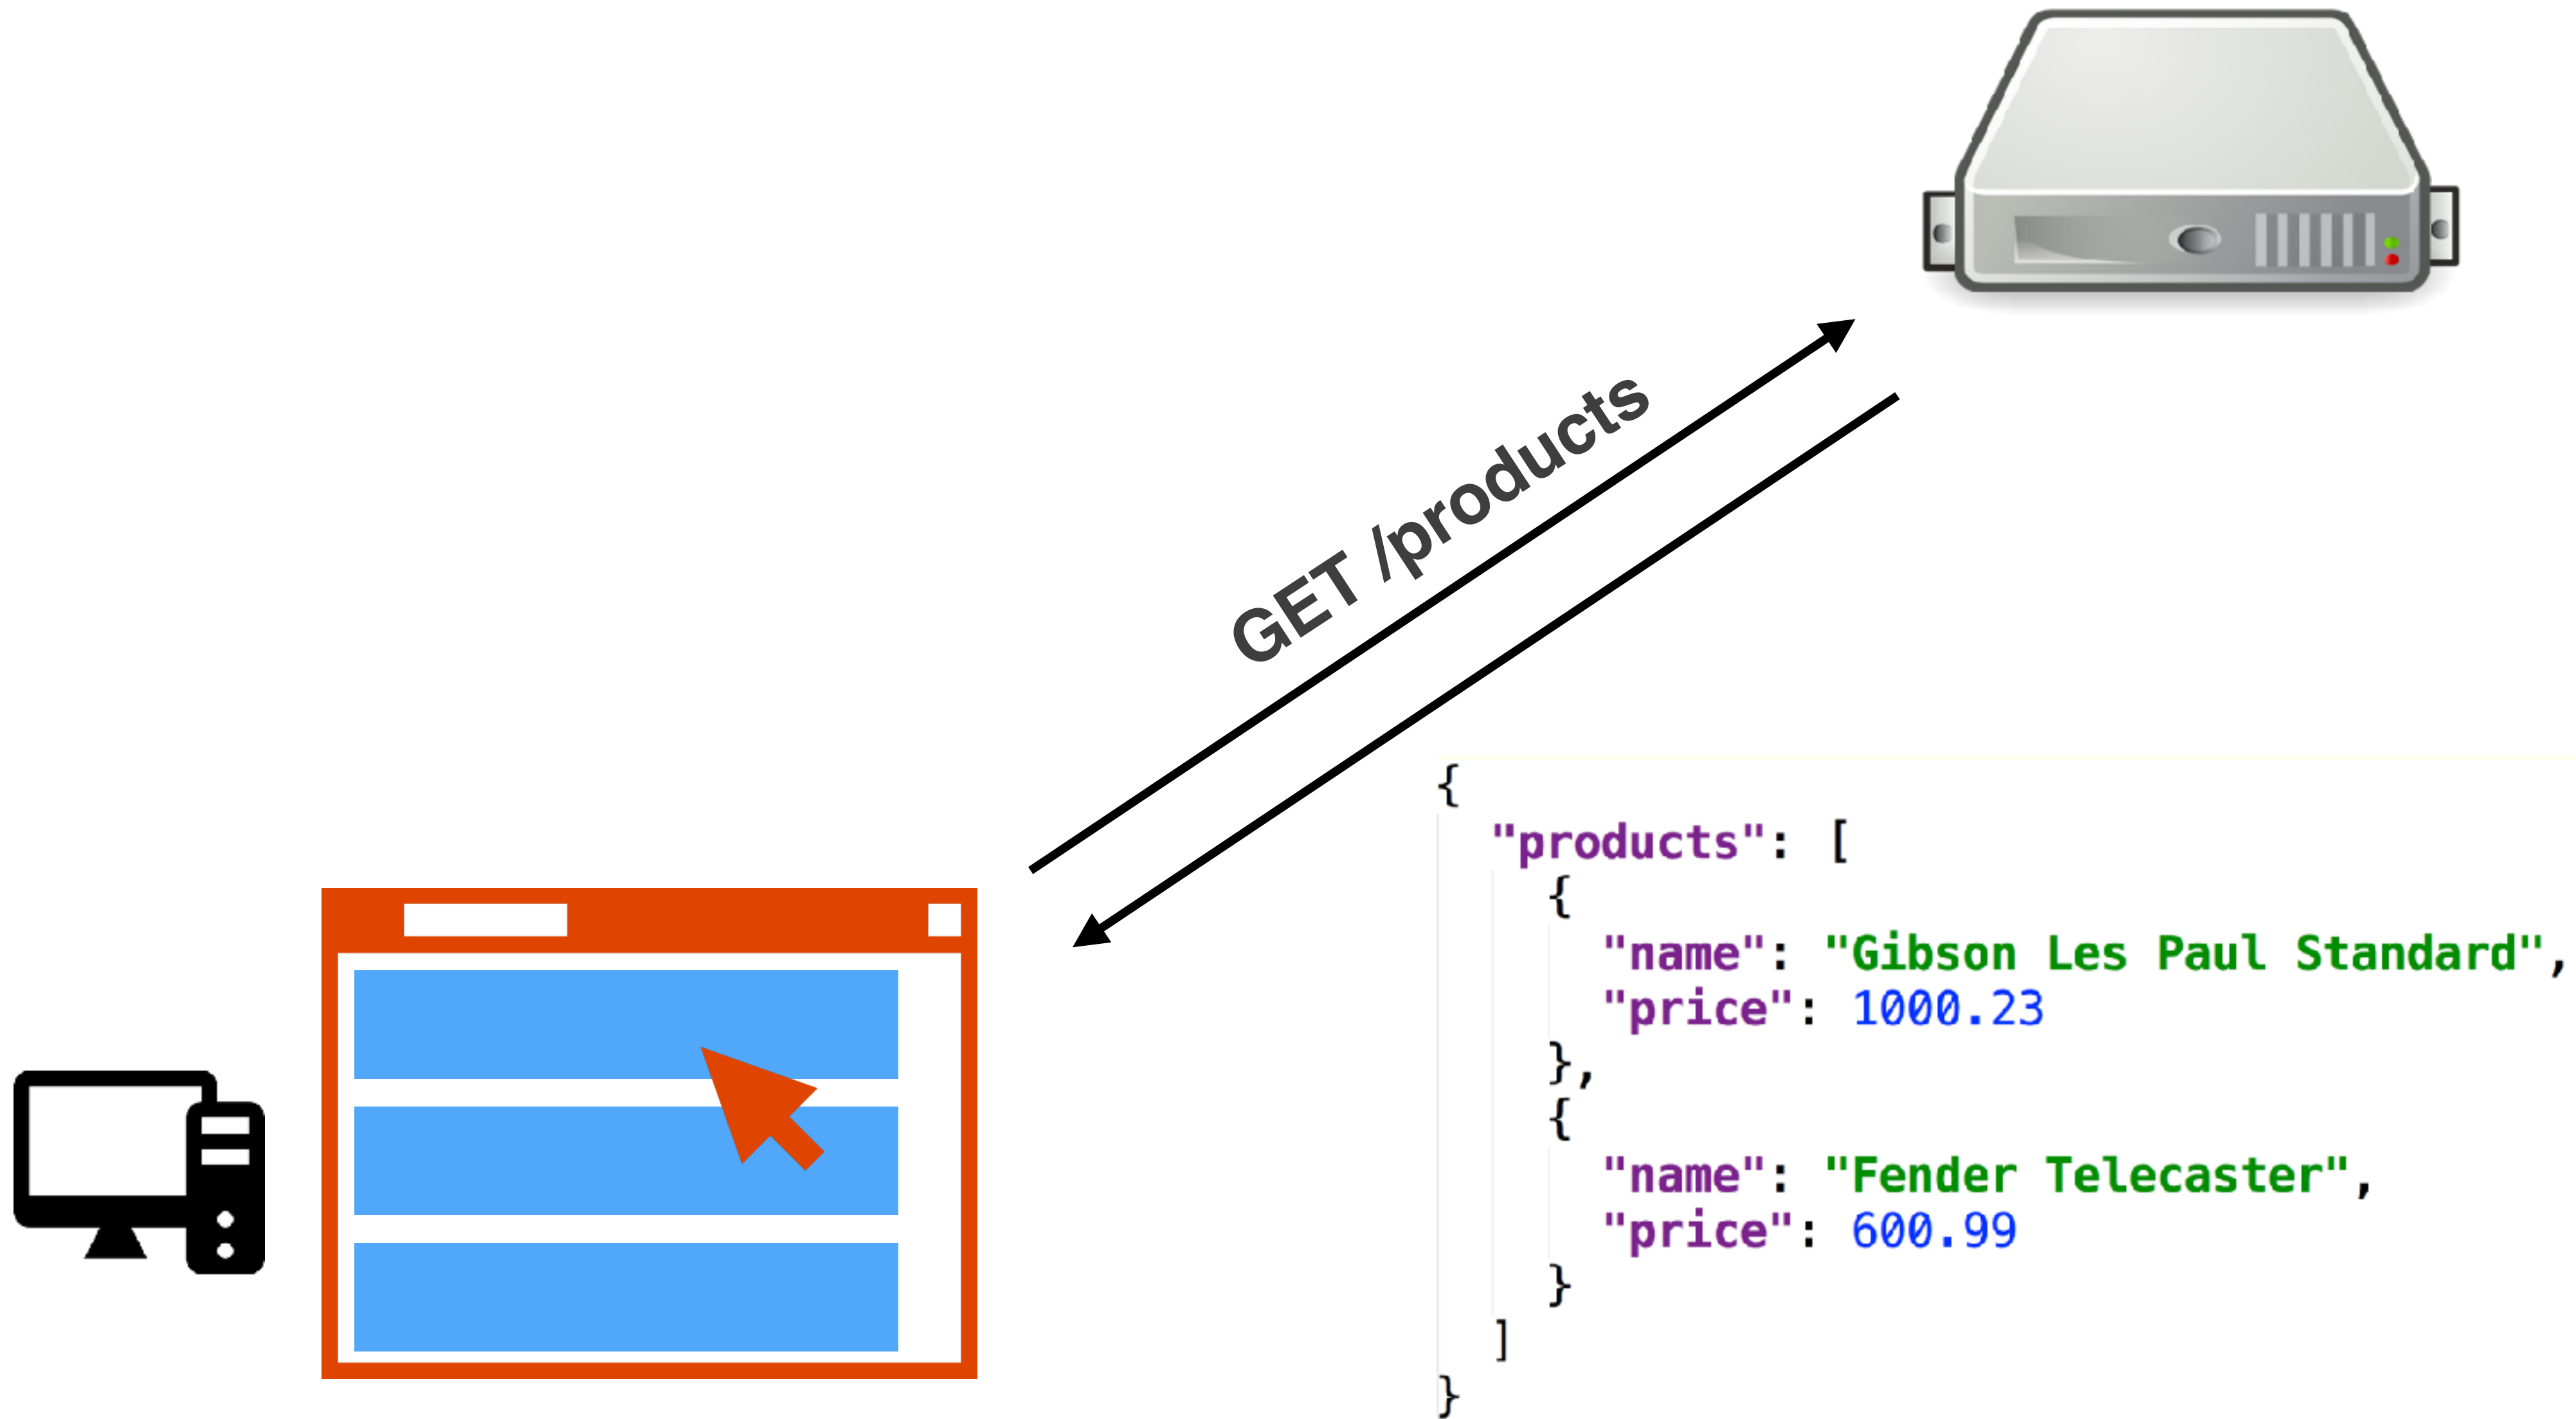 GET /products
{
  "products": [
    {
      "name": "Gibson Les Paul Standard",
      "price": 1000.23
    },
    {
      "name": "Fender Telecaster",
      "price": 600.99
    }
  ]
}